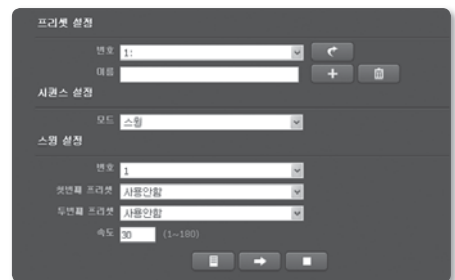 프리셋 설정
번호 1:
이름
시퀀스 설정
모드 스윙
스윙 설정
번호 1
첫번째 프리셋 사용안함
두번째 프리셋 사용안함
속도 30 (1~180)